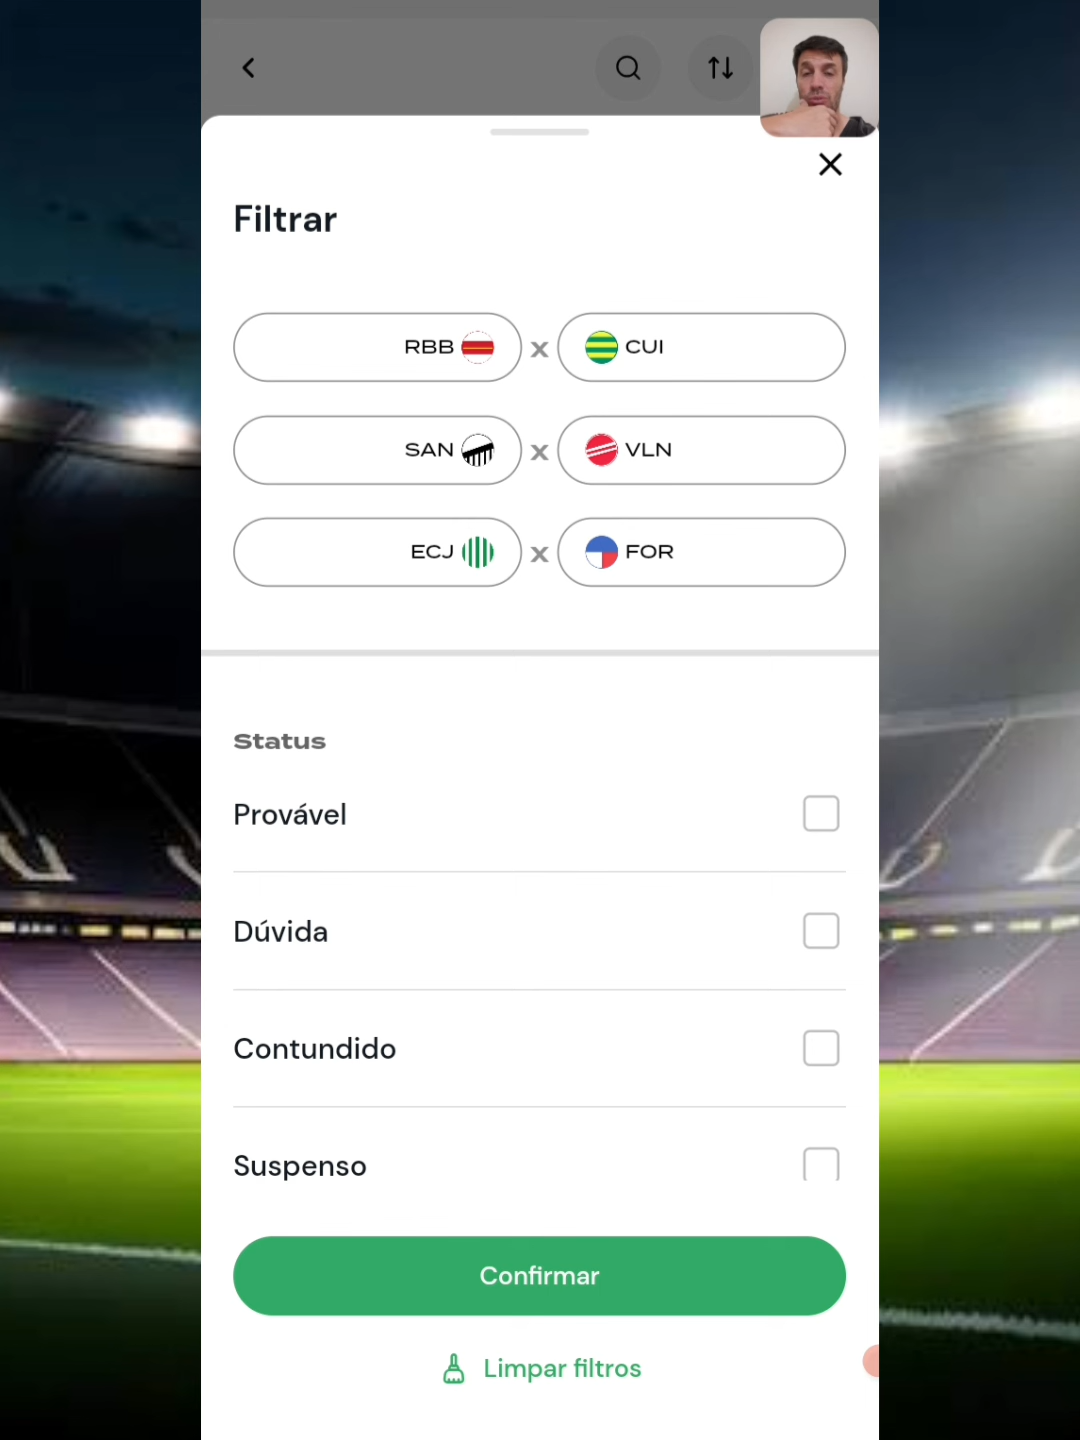 Filtrar
RBB x CUI
SAN x VLN
ECJ x FOR
Status
Provável
Dúvida
Contundido
Suspenso
Confirmar
Limpar filtros